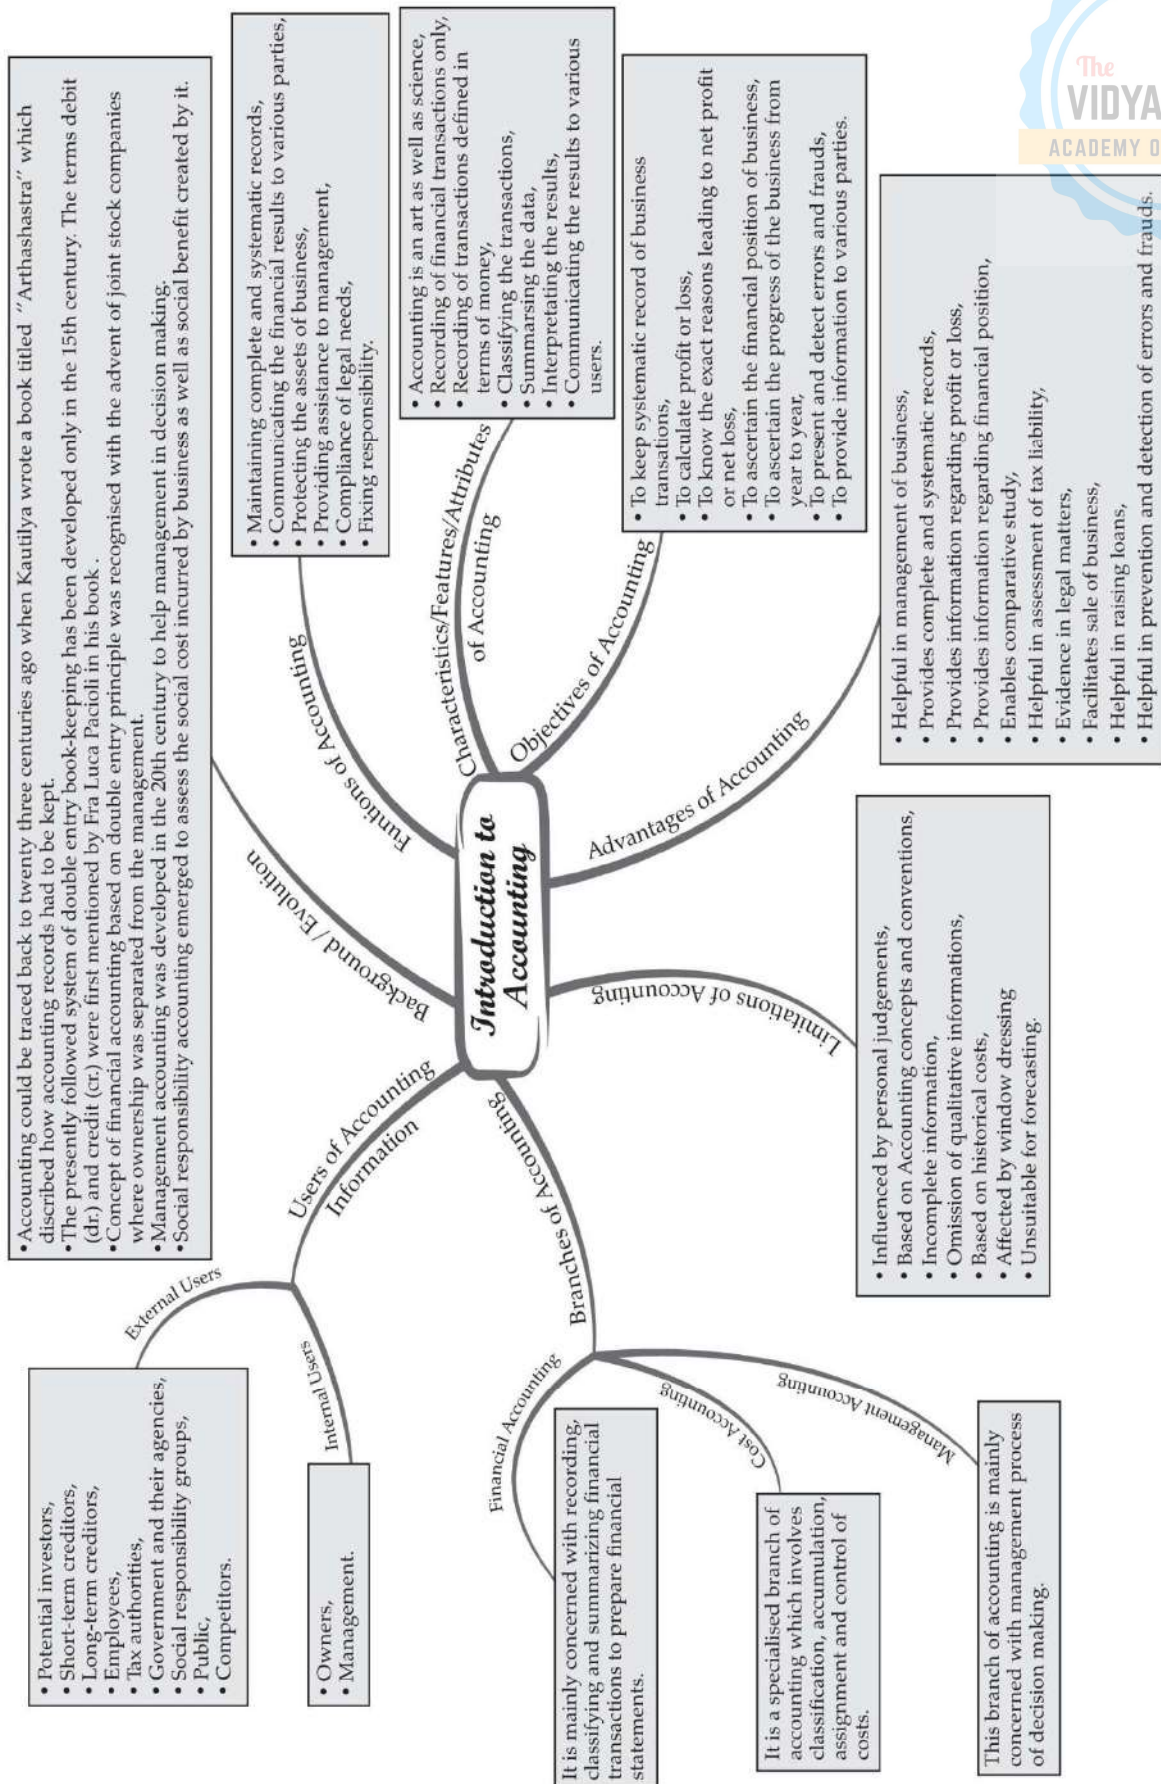 • Accounting could be traced back to twenty three centuries ago when Kautilya wrote a book titled "Arthashastra" which
discribed how accounting records had to be kept.
• The presently followed system of double entry book-keeping has been developed only in the 15th century. The terms debit
(dr.) and credit (cr.) were first mentioned by Fra Luca Pacioli in his book .
• Concept of financial accounting based on double entry principle was recognised with the advent of joint stock companies
where ownership was separated from the management.
• Management accounting was developed in the 20th century to help management in decision making.
• Social responsibility accounting emerged to assess the social cost incurred by business as well as social benefit created by it.
Background / Evolution
Introduction to
Accounting
Funtions of Accounting
• Maintaining complete and systematic records,
• Communicating the financial results to various parties,
• Protecting the assets of business,
• Providing assistance to management,
• Compliance of legal needs,
• Fixing responsibility.
Characteristics/Features/Attributes
of Accounting
• Accounting is an art as well as science,
• Recording of financial transactions only,
• Recording of transactions defined in
terms of money,
• Classifying the transactions,
• Summarsing the data,
• Interpretating the results,
• Communicating the results to various
users.
Objectives of Accounting
• To keep systematic record of business
transations,
• To calculate profit or loss,
• To know the exact reasons leading to net profit
or net loss,
• To ascertain the financial position of business,
• To ascertain the progress of the business from
year to year,
• To present and detect errors and frauds,
• To provide information to various parties.
Advantages of Accounting
• Helpful in management of business,
• Provides complete and systematic records,
• Provides information regarding profit or loss,
• Provides information regarding financial position,
• Enables comparative study,
• Helpful in assessment of tax liability,
• Evidence in legal matters,
• Facilitates sale of business,
• Helpful in raising loans,
• Helpful in prevention and detection of errors and frauds.
Limitations of Accounting
• Influenced by personal judgements,
• Based on Accounting concepts and conventions,
• Incomplete information,
• Omission of qualitative informations,
• Based on historical costs,
• Affected by window dressing
• Unsuitable for forecasting.
Branches of Accounting
Financial Accounting
It is mainly concerned with recording,
classifying and summarizing financial
transactions to prepare financial
statements.
Cost Accounting
It is a specialised branch of
accounting which involves
classification, accumulation,
assignment and control of
costs.
Management Accounting
This branch of accounting is mainly
concerned with management process
of decision making.
Users of Accounting
Information
External Users
• Potential investors,
• Short-term creditors,
• Long-term creditors,
• Employees,
• Tax authorities,
• Government and their agencies,
• Social responsibility groups,
• Public,
• Competitors.
Internal Users
• Owners,
• Management.
The
VIDYA
ACADEMY O